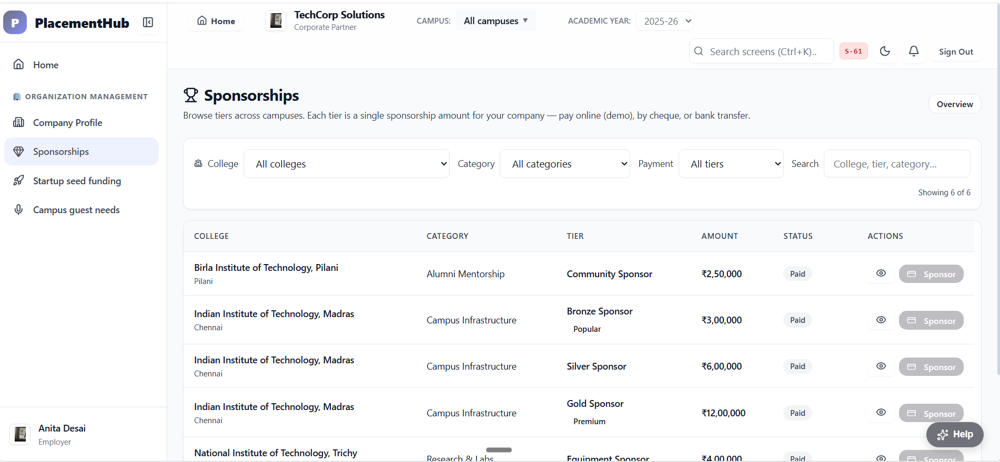 P PlacementHub
Home
ORGANIZATION MANAGEMENT
Company Profile
Sponsorships
Startup seed funding
Campus guest needs
Anita Desai
Employer
Home
TechCorp Solutions
Corporate Partner
CAMPUS: All campuses ▼
ACADEMIC YEAR: 2025-26
Search screens (Ctrl+K)..
S-61
Sign Out
Sponsorships
Browse tiers across campuses. Each tier is a single sponsorship amount for your company — pay online (demo), by cheque, or bank transfer.
Overview
College All colleges Category All categories Payment All tiers Search College, tier, category...
Showing 6 of 6
COLLEGE CATEGORY TIER AMOUNT STATUS ACTIONS
Birla Institute of Technology, Pilani
Pilani
Alumni Mentorship Community Sponsor ₹2,50,000 Paid Sponsor
Indian Institute of Technology, Madras
Chennai
Campus Infrastructure
Bronze Sponsor
Popular
₹3,00,000 Paid Sponsor
Indian Institute of Technology, Madras
Chennai
Campus Infrastructure Silver Sponsor ₹6,00,000 Paid Sponsor
Indian Institute of Technology, Madras
Chennai
Campus Infrastructure
Gold Sponsor
Premium
₹12,00,000 Paid Sponsor
Help
National Institute of Technology, Trichy
Research & Labs Equipment Sponsor ₹4,00,000 Paid Sponsor